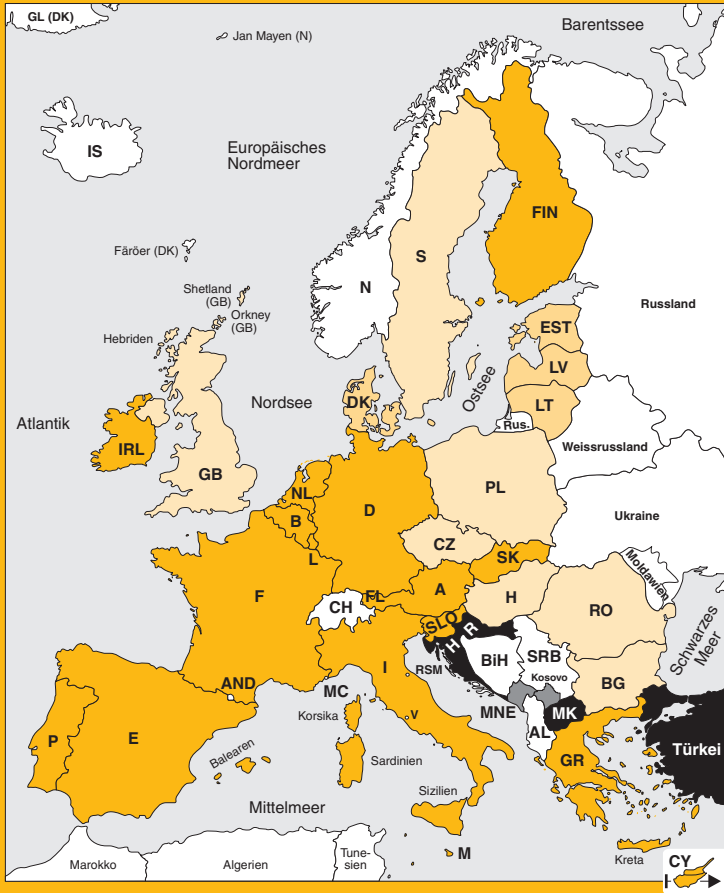 GL (DK)
Jan Mayen (N)
Barentssee
IS
Europäisches
Nordmeer
FIN
Färöer (DK)
S
N
Shetland
(GB)
Orkney
(GB)
Russland
Hebriden
EST
LV
Ostsee
Nordsee
DK
LT
Atlantik
Rus.
IRL
Weissrussland
GB
PL
NL
D
B
Ukraine
CZ
L
SK
Moldawien
F
FL
A
H
RO
CH
SLO
HR
Schwarzes
Meer
I
RSM
BiH
SRB
Kosovo
AND
MC
BG
Korsika
V
MNE
MK
P
E
AL
Türkei
Balearen
Sardinien
GR
Sizilien
Mittelmeer
M
Kreta
CY
Marokko
Algerien
Tune-
sien